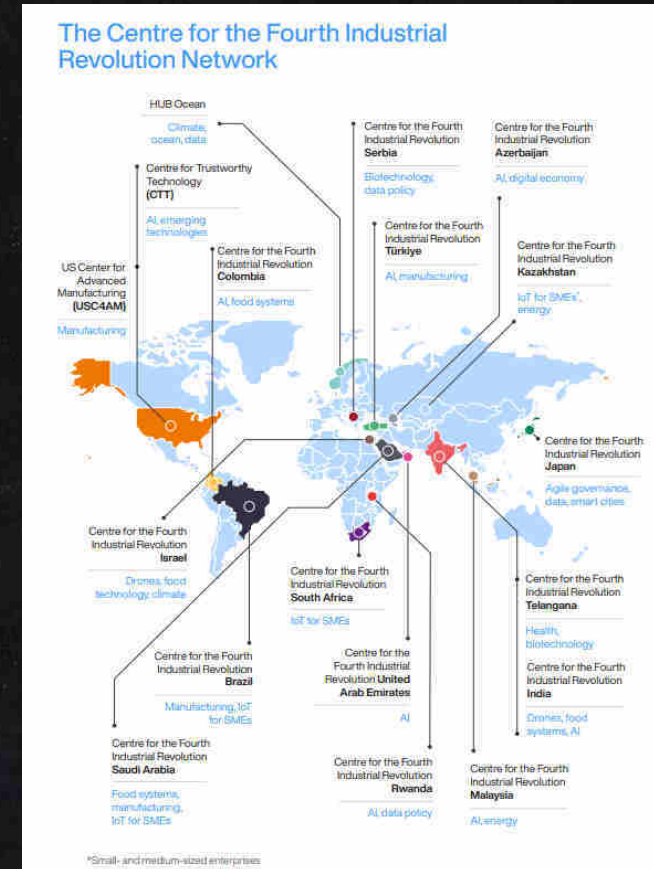 The Centre for the Fourth Industrial
Revolution Network
HUB Ocean
Climate,
ocean, data
Centre for Trustworthy
Technology
(CTT)
AI, emerging
technologies
US Center for
Advanced
Manufacturing
(USC4AM)
Manufacturing
Centre for the Fourth
Industrial Revolution
Colombia
AI, food systems
Centre for the Fourth
Industrial Revolution
Serbia
Biotechnology,
data policy
Centre for the Fourth
Industrial Revolution
Türkiye
AI, manufacturing
Centre for the Fourth
Industrial Revolution
Azerbaijan
AI, digital economy
Centre for the Fourth
Industrial Revolution
Kazakhstan
IoT for SMEs*,
energy
Centre for the Fourth
Industrial Revolution
Japan
Agile governance,
data, smart cities
Centre for the Fourth
Industrial Revolution
Israel
Drones, food
technology, climate
Centre for the Fourth
Industrial Revolution
South Africa
IoT for SMEs
Centre for the Fourth
Industrial Revolution
Telangana
Health,
biotechnology
Centre for the Fourth
Industrial Revolution
Brazil
Manufacturing, IoT
for SMEs
Centre for the
Fourth Industrial
Revolution United
Arab Emirates
AI
Centre for the Fourth
Industrial Revolution
India
Drones, food
systems, AI
Centre for the Fourth
Industrial Revolution
Saudi Arabia
Food systems,
manufacturing,
IoT for SMEs
Centre for the Fourth
Industrial Revolution
Rwanda
AI, data policy
Centre for the Fourth
Industrial Revolution
Malaysia
AI, energy
*Small- and medium-sized enterprises